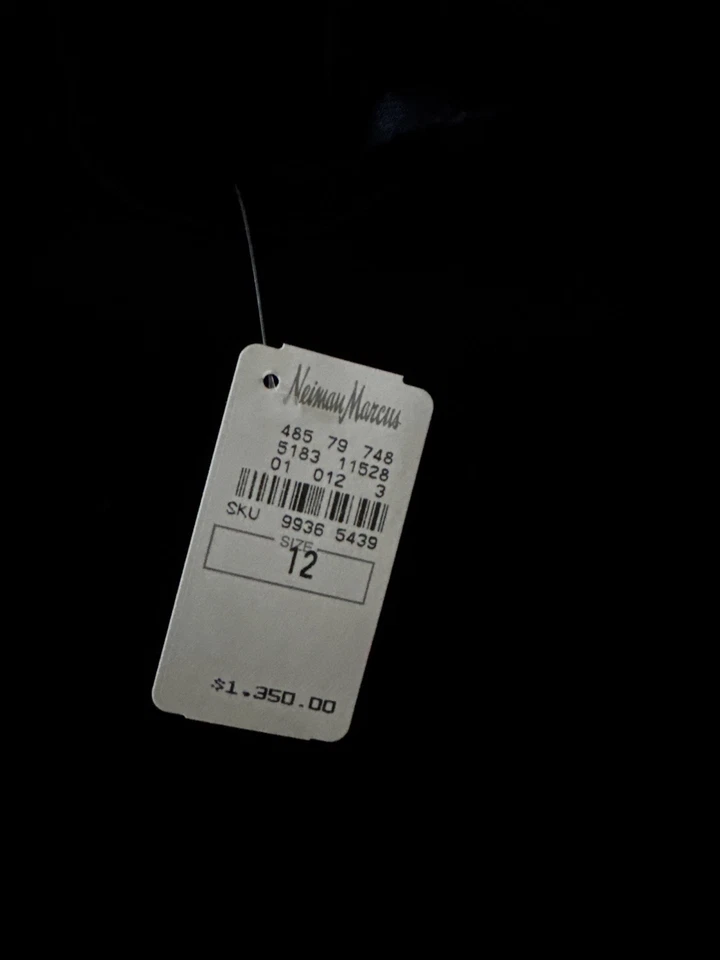 Neiman Marcus
485 79 748
5183 11528
01 012 3
SKU 9936 5439
SIZE
12
$1.350.00